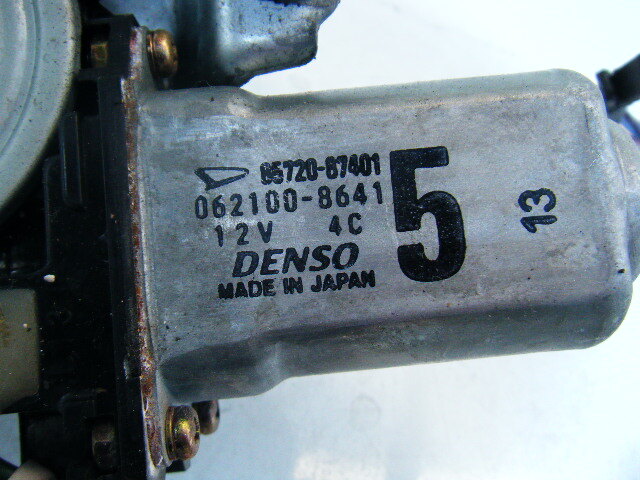 85720-87401
062100-8641
12V 4C
DENSO
MADE IN JAPAN
5
13